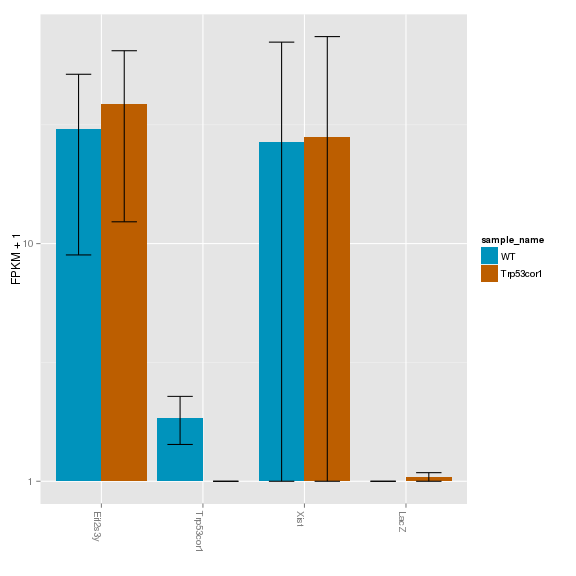 FPKM + 1
10
1
Eif2s3y
Trp53cor1
Xist
LacZ
sample_name
WT
Trp53cor1